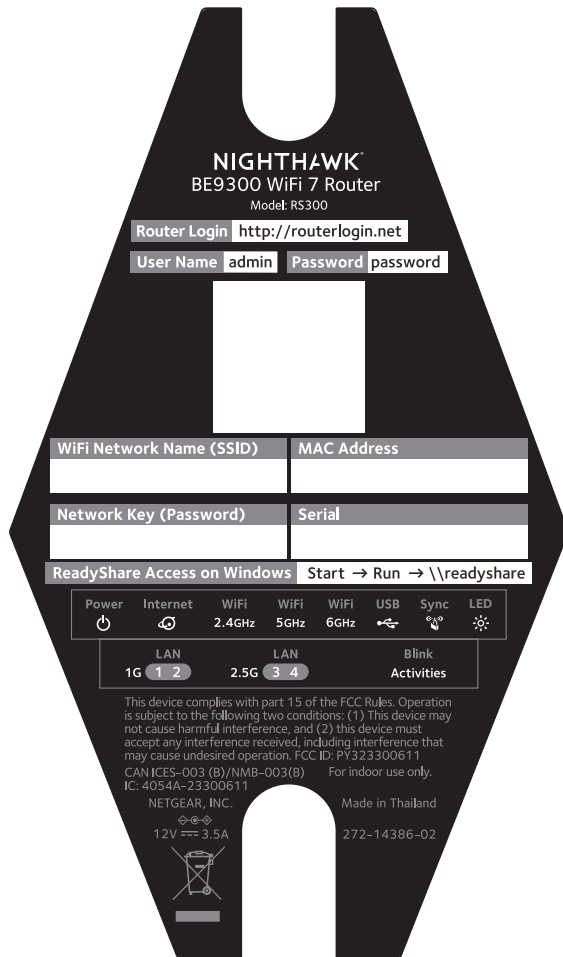 NIGHTHAWK®
BE9300 WiFi 7 Router
Model: RS300
Router Login http://routerlogin.net
User Name admin Password password
WiFi Network Name (SSID) MAC Address
Network Key (Password) Serial
ReadyShare Access on Windows Start → Run → \\readyshare
Power Internet WiFi WiFi WiFi USB Sync LED
2.4GHz 5GHz 6GHz
LAN LAN Blink
1G 1 2 2.5G 3 4 Activities
This device complies with part 15 of the FCC Rules. Operation
is subject to the following two conditions: (1) This device may
not cause harmful interference, and (2) this device must
accept any interference received, including interference that
may cause undesired operation. FCC ID: PY323300611
CAN ICES-003 (B)/NMB-003(B) For indoor use only.
IC: 4054A-23300611
NETGEAR, INC. Made in Thailand
12V ⎓ 3.5A 272-14386-02